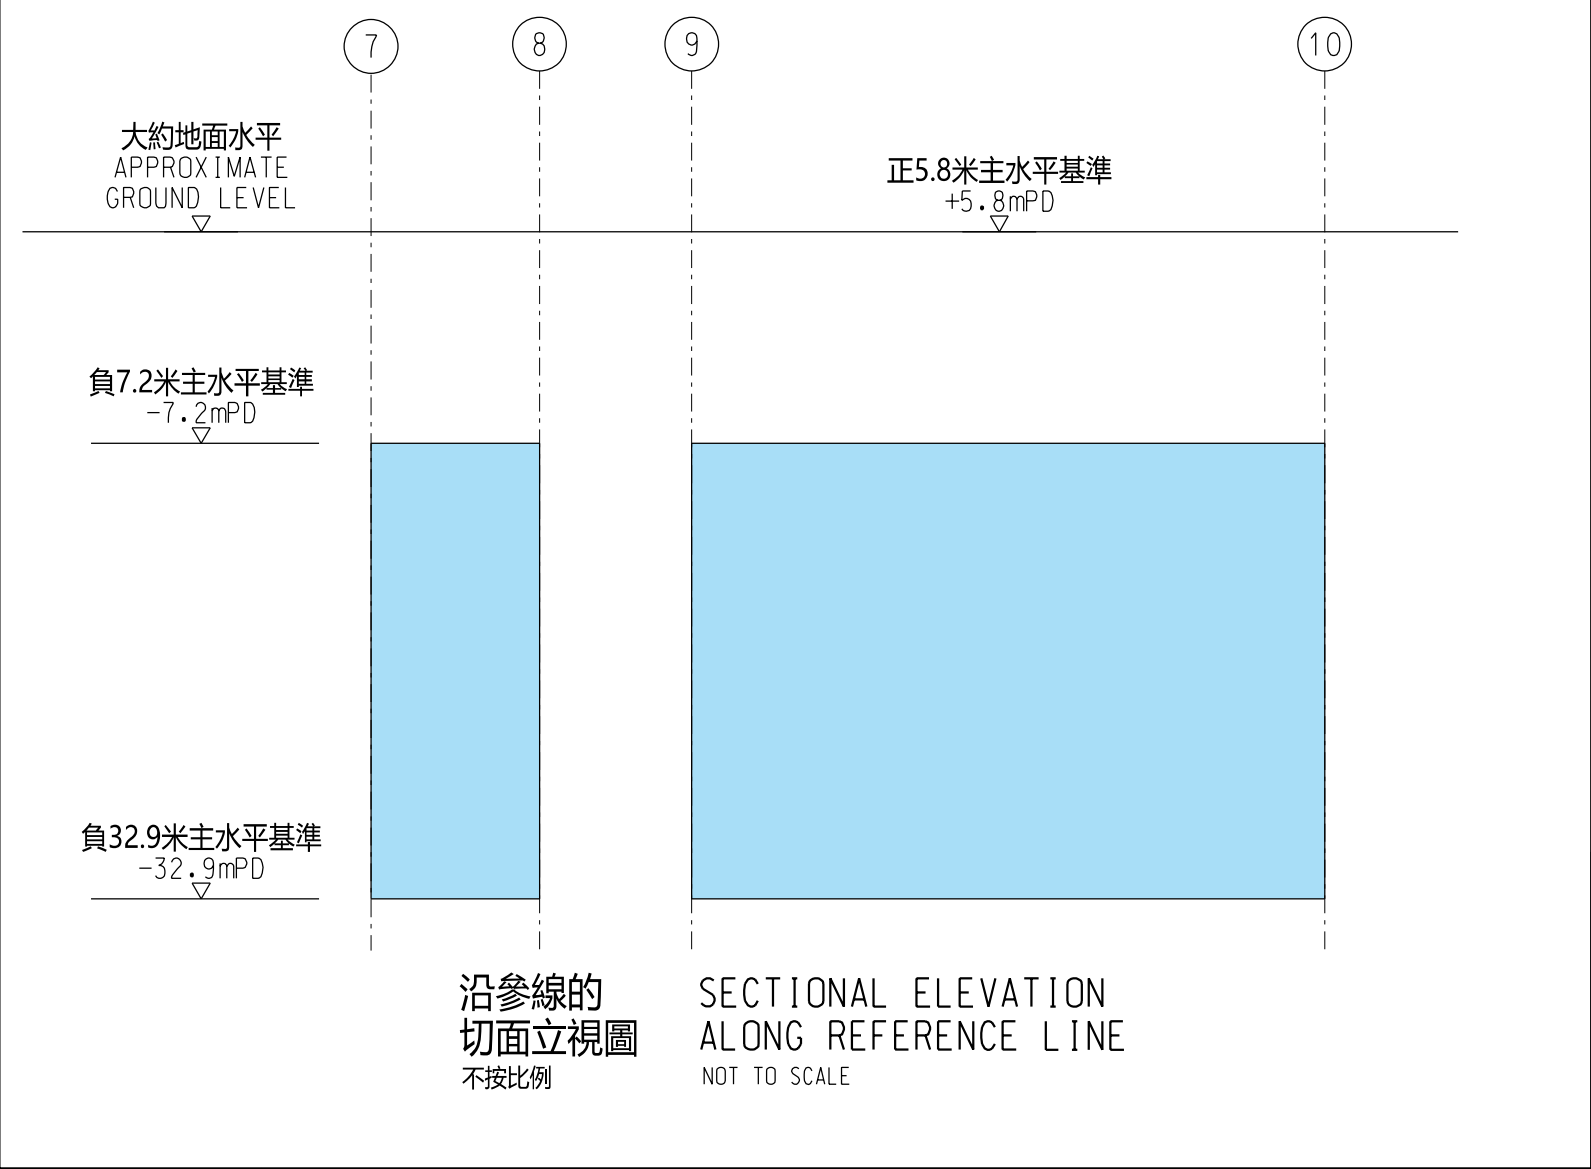 7
8
9
10
大約地面水平
APPROXIMATE
GROUND LEVEL
正5.8米主水平基準
+5.8mPD
負7.2米主水平基準
-7.2mPD
負32.9米主水平基準
-32.9mPD
沿參線的
切面立視圖
不按比例
SECTIONAL ELEVATION
ALONG REFERENCE LINE
NOT TO SCALE